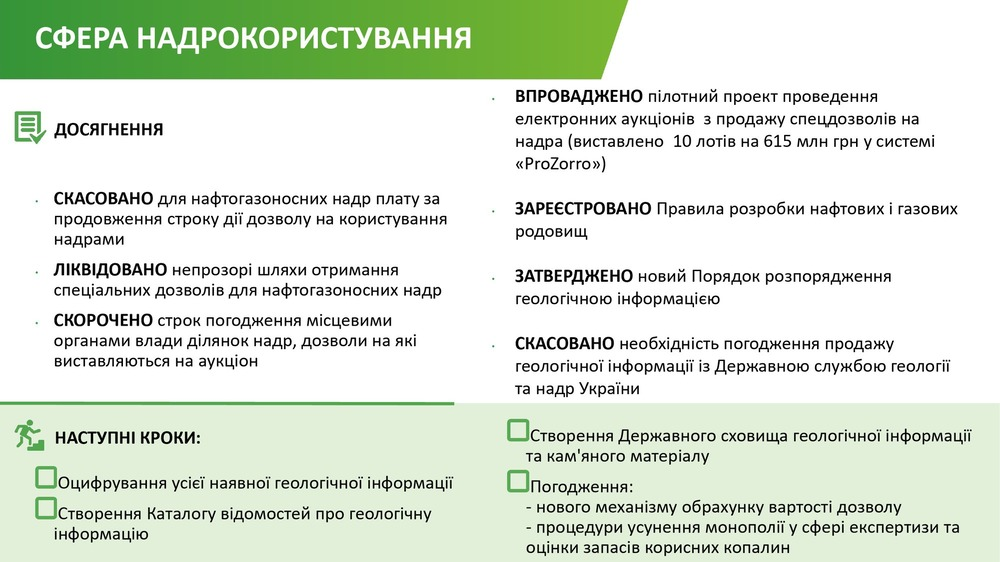 СФЕРА НАДРОКОРИСТУВАННЯ
ДОСЯГНЕННЯ
СКАСОВАНО для нафтогазоносних надр плату за
продовження строку дії дозволу на користування
надрами
ЛІКВІДОВАНО непрозорі шляхи отримання
спеціальних дозволів для нафтогазоносних надр
СКОРОЧЕНО строк погодження місцевими
органами влади ділянок надр, дозволи на які
виставляються на аукціон
ВПРОВАДЖЕНО пілотний проект проведення
електронних аукціонів з продажу спецдозволів на
надра (виставлено 10 лотів на 615 млн грн у системі
«ProZorro»)
ЗАРЕЄСТРОВАНО Правила розробки нафтових і газових
родовищ
ЗАТВЕРДЖЕНО новий Порядок розпорядження
геологічною інформацією
СКАСОВАНО необхідність погодження продажу
геологічної інформації із Державною службою геології
та надр України
НАСТУПНІ КРОКИ:
Оцифрування усієї наявної геологічної інформації
Створення Каталогу відомостей про геологічну
інформацію
Створення Державного сховища геологічної інформації
та кам'яного матеріалу
Погодження:
- нового механізму обрахунку вартості дозволу
- процедури усунення монополії у сфері експертизи та
оцінки запасів корисних копалин